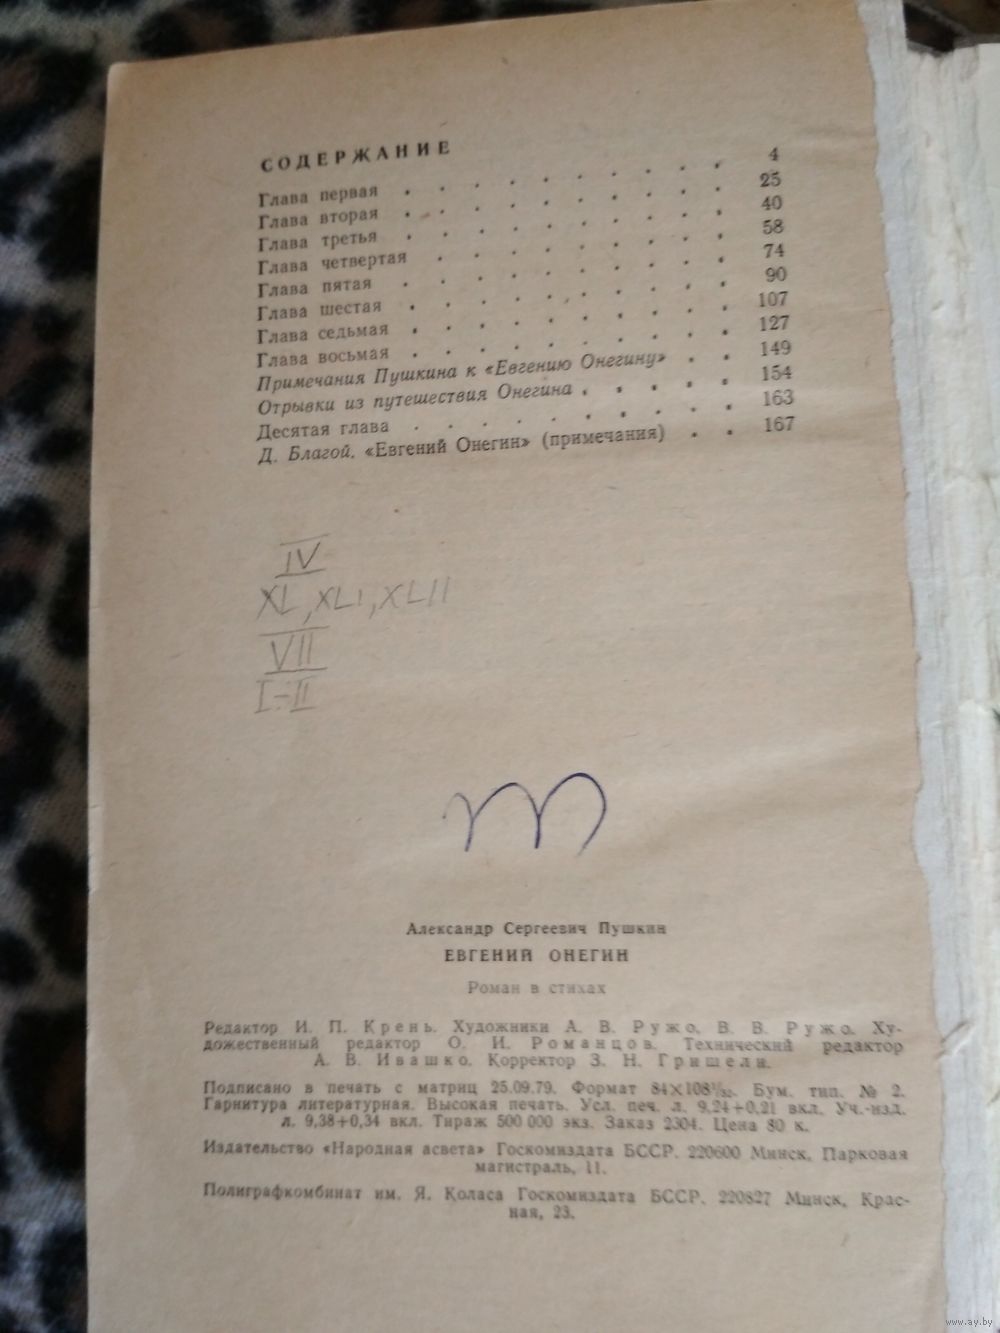 СОДЕРЖАНИЕ
Глава первая . . . . . . . . . . 4
Глава вторая . . . . . . . . . . 25
Глава третья . . . . . . . . . . 40
Глава четвертая . . . . . . . . . 58
Глава пятая . . . . . . . . . . 74
Глава шестая . . . . . . . . . . 90
Глава седьмая . . . . . . . . . . 107
Глава восьмая . . . . . . . . . . 127
Примечания Пушкина к «Евгению Онегину» . . 149
Отрывки из путешествия Онегина . . . . . 154
Десятая глава . . . . . . . . . . 163
Д. Благой. «Евгений Онегин» (примечания) . . 167
IV
XL, XLI, XLII
VII
I-II
Александр Сергеевич Пушкин
ЕВГЕНИЙ ОНЕГИН
Роман в стихах
Редактор И. П. Крень. Художники А. В. Ружо, В. В. Ружо. Ху-
дожественный редактор О. И. Романцов. Технический редактор
А. В. Ивашко. Корректор З. Н. Гришели.
Подписано в печать с матриц 25.09.79. Формат 84×108¹/₃₂. Бум. тип. № 2.
Гарнитура литературная. Высокая печать. Усл. печ. л. 9,24+0,21 вкл. Уч.-изд.
л. 9,38+0,34 вкл. Тираж 500 000 экз. Заказ 2304. Цена 80 к.
Издательство «Народная асвета» Госкомиздата БССР. 220600 Минск, Парковая
магистраль, 11.
Полиграфкомбинат им. Я. Коласа Госкомиздата БССР. 220827 Минск, Крас-
ная, 23.
www.ay.by